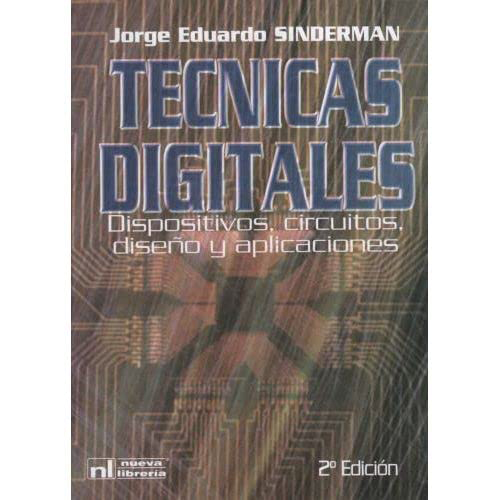 Jorge Eduardo SINDERMAN
TECNICAS
DIGITALES
Dispositivos, circuitos,
diseño y aplicaciones
nl nueva
librería
2º Edición